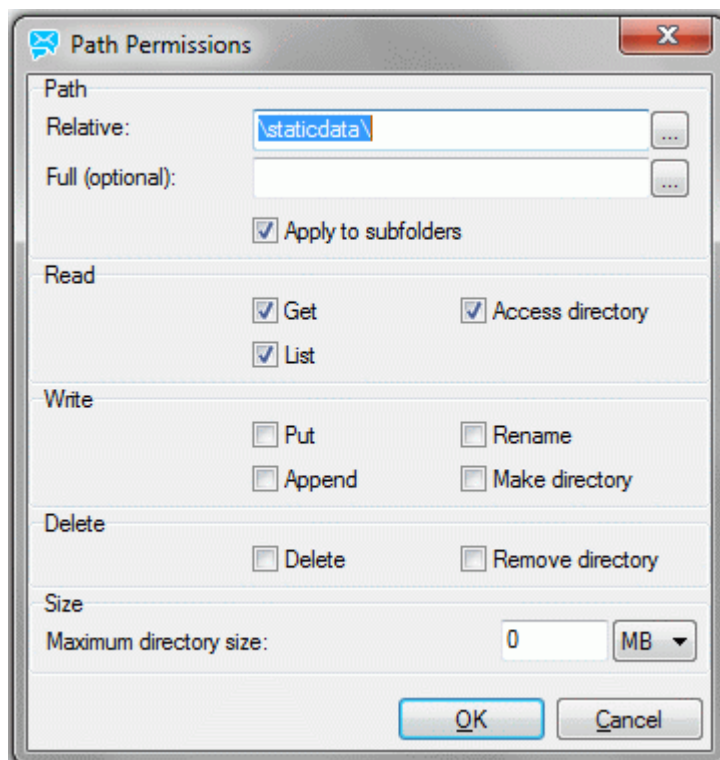 Path Permissions
Path
Relative: \staticdata\ ...
Full (optional): ...
Apply to subfolders
Read
Get Access directory
List
Write
Put Rename
Append Make directory
Delete
Delete Remove directory
Size
Maximum directory size: 0 MB
OK Cancel